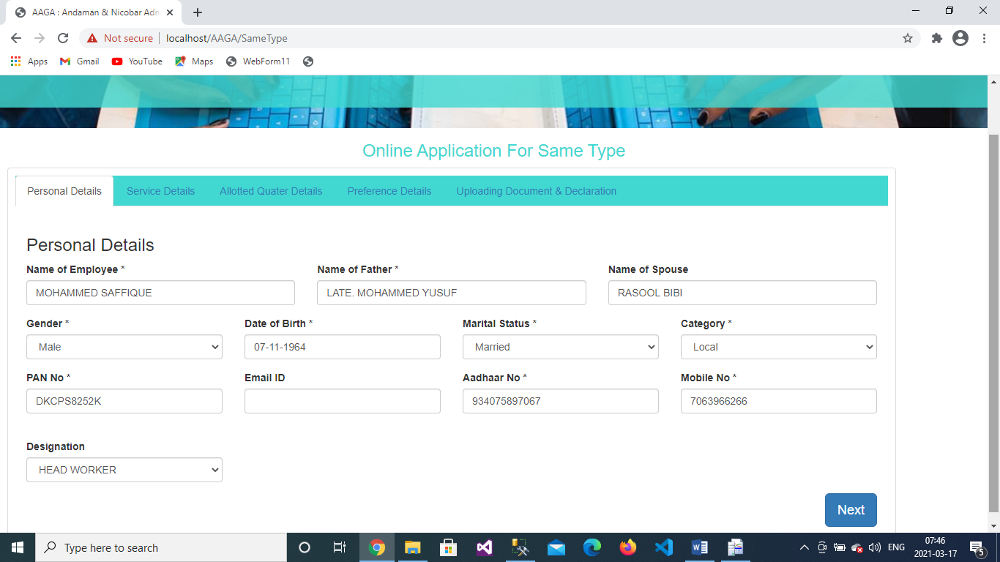 AAGA : Andaman & Nicobar Adm
Not secure localhost/AAGA/SameType
Apps Gmail YouTube Maps WebForm11
Online Application For Same Type
Personal Details Service Details Allotted Quater Details Preference Details Uploading Document & Declaration
Personal Details
Name of Employee * Name of Father * Name of Spouse
MOHAMMED SAFFIQUE LATE. MOHAMMED YUSUF RASOOL BIBI
Gender * Date of Birth * Marital Status * Category *
Male 07-11-1964 Married Local
PAN No * Email ID Aadhaar No * Mobile No *
DKCPS8252K 934075897067 7063966266
Designation
HEAD WORKER
Next
Type here to search ENG 07:46
2021-03-17 5